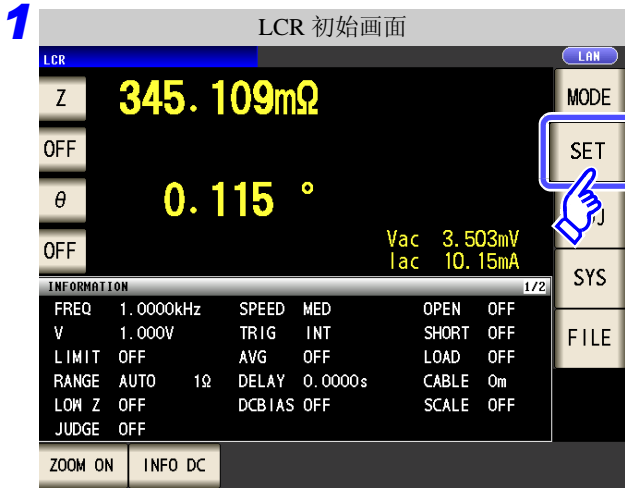 1
LCR 初始画面
LCR
LAN
Z
345.109mΩ
MODE
OFF
SET
θ
0.115 °
OFF
Vac 3.503mV
Iac 10.15mA
SYS
INFORMATION 1/2
FREQ 1.0000kHz SPEED MED OPEN OFF
V 1.000V TRIG INT SHORT OFF
FILE
LIMIT OFF AVG OFF LOAD OFF
RANGE AUTO 1Ω DELAY 0.0000s CABLE 0m
LOW Z OFF DCBIAS OFF SCALE OFF
JUDGE OFF
ZOOM ON INFO DC